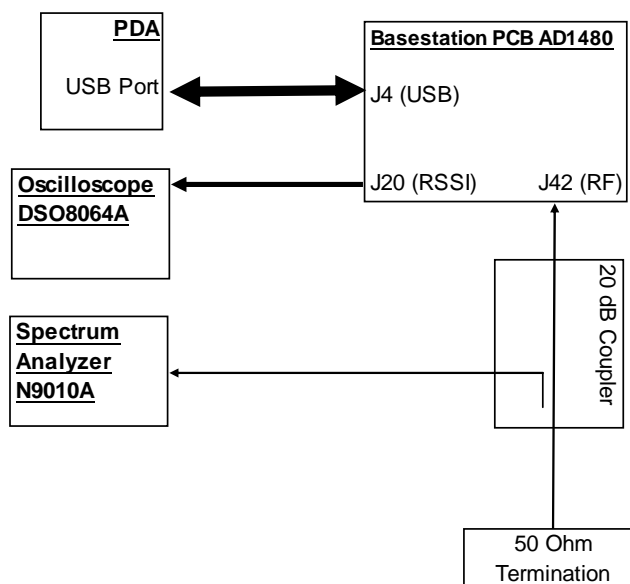 PDA
USB Port
Basestation PCB AD1480
J4 (USB)
J20 (RSSI)
J42 (RF)
Oscilloscope
DSO8064A
20 dB Coupler
Spectrum
Analyzer
N9010A
50 Ohm
Termination